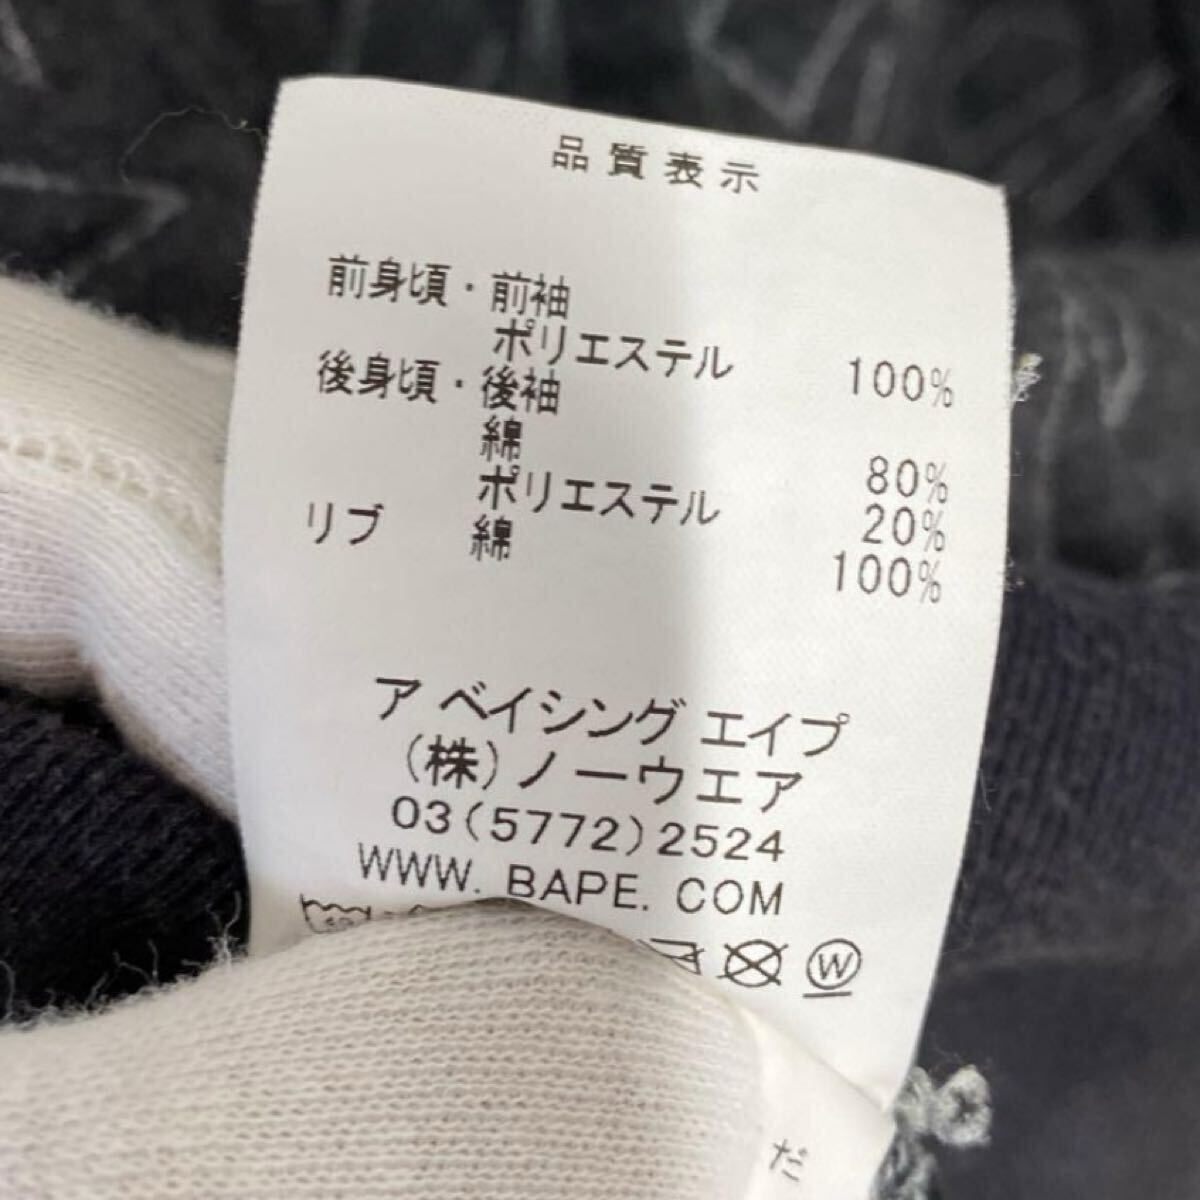 品質表示
前身頃・前袖
ポリエステル 100%
後身頃・後袖
綿 80%
ポリエステル 20%
リブ 綿 100%
ア ベイシング エイプ
(株)ノーウエア
03(5772)2524
WWW. BAPE. COM
40
W
だ